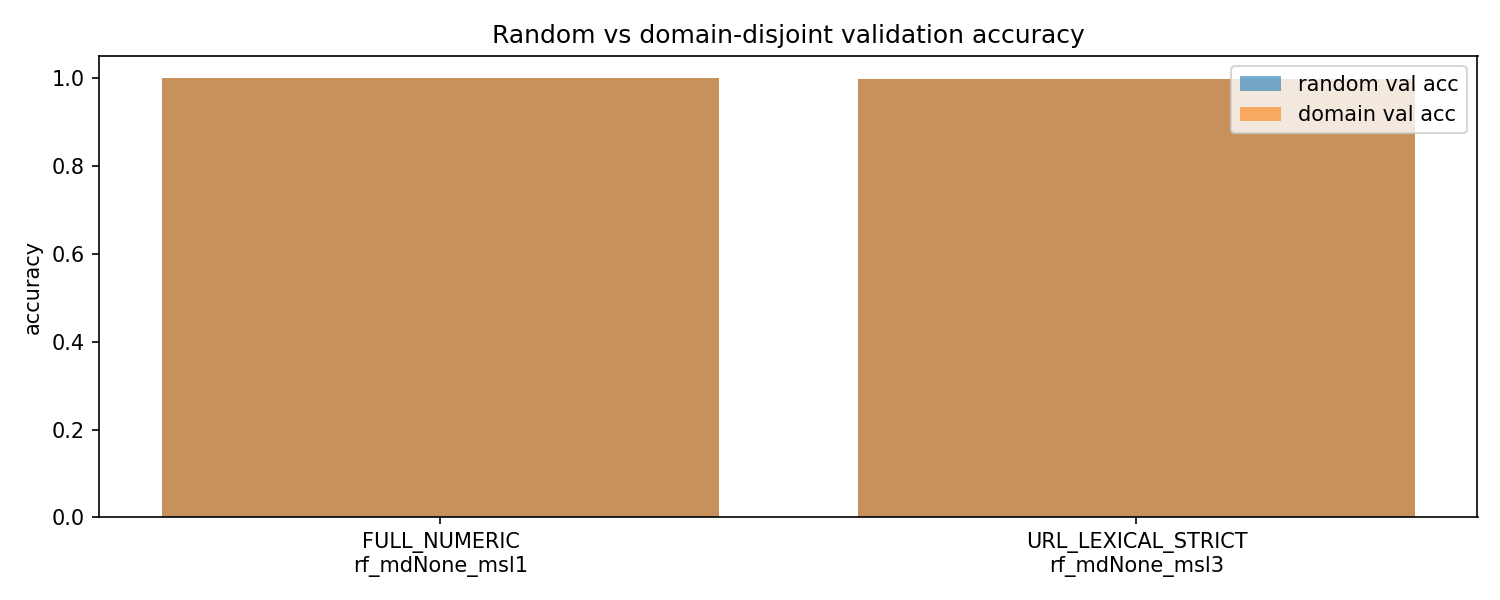 Random vs domain-disjoint validation accuracy
random val acc
domain val acc
accuracy
1.0
0.8
0.6
0.4
0.2
0.0
FULL_NUMERIC
rf_mdNone_msl1
URL_LEXICAL_STRICT
rf_mdNone_msl3